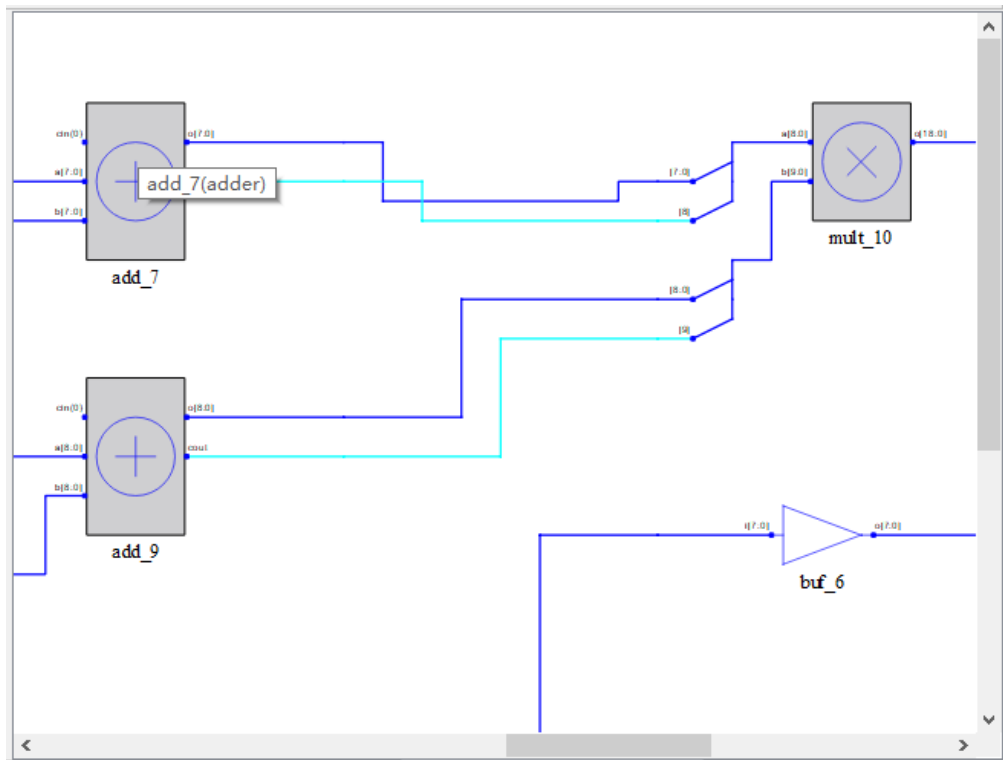 cin(0)
o[7.0]
a[7.0]
b[7.0]
add_7(adder)
add_7
[7.0]
[8]
a[8.0]
b[9.0]
o[18.0]
mult_10
[8.0]
[9]
cin(0)
o[8.0]
a[8.0]
cout
b[8.0]
add_9
i[7.0]
o[7.0]
buf_6